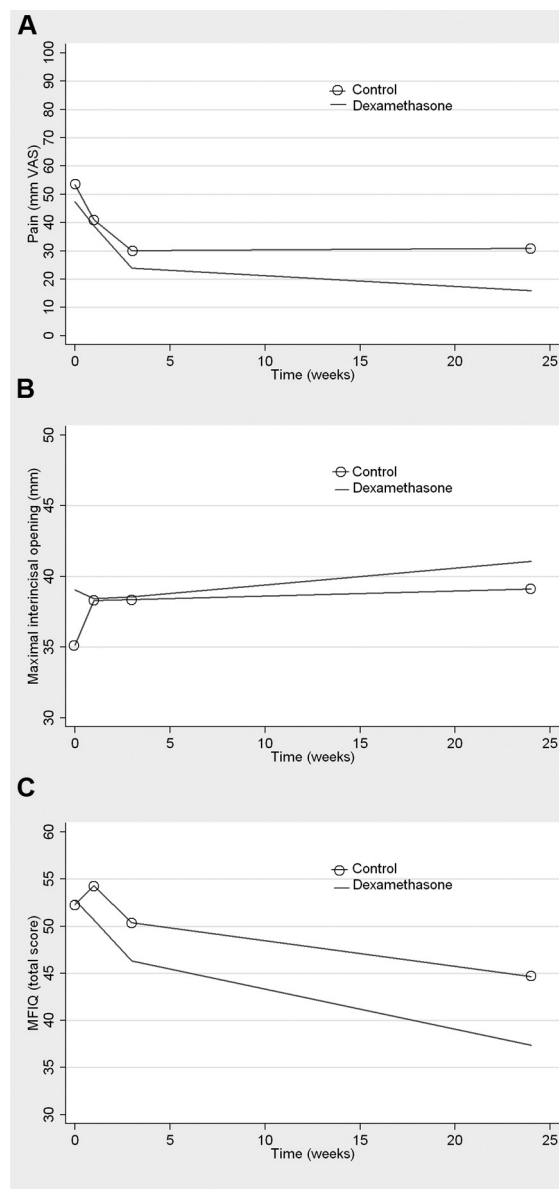 A
100
90
80
70
60
50
40
30
20
10
0
Pain (mm VAS)
Control
Dexamethasone
0 5 10 15 20 25
Time (weeks)
B
50
45
40
35
30
Maximal interincisal opening (mm)
Control
Dexamethasone
0 5 10 15 20 25
Time (weeks)
C
60
55
50
45
40
35
30
MFIQ (total score)
Control
Dexamethasone
0 5 10 15 20 25
Time (weeks)